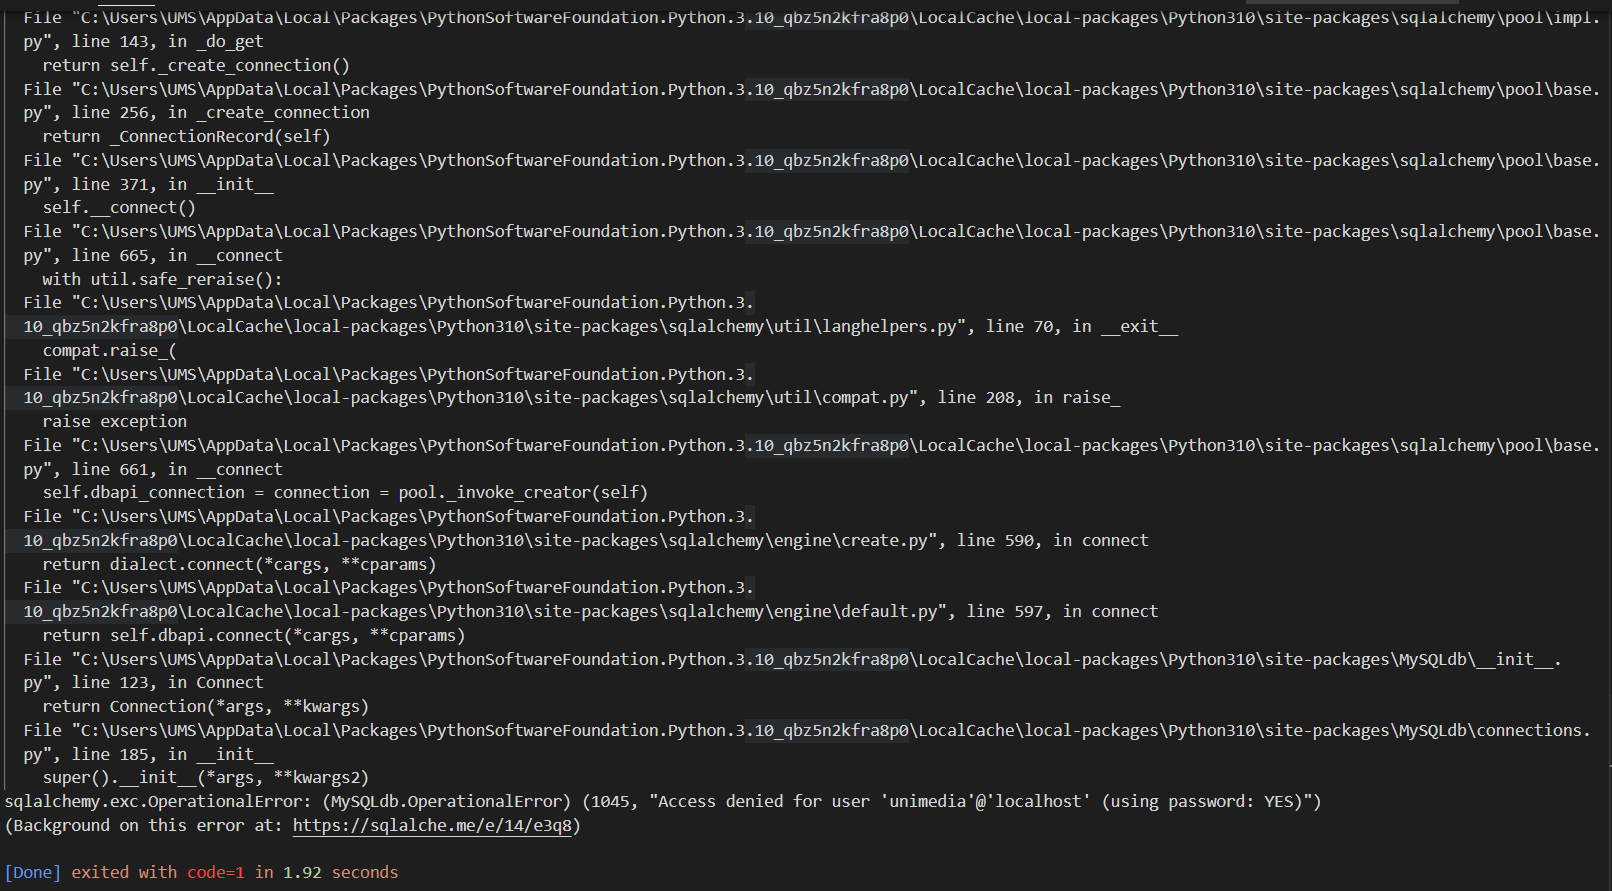 File "C:\Users\UMS\AppData\Local\Packages\PythonSoftwareFoundation.Python.3.10_qbz5n2kfra8p0\LocalCache\local-packages\Python310\site-packages\sqlalchemy\pool\impl.
py", line 143, in _do_get
return self._create_connection()
File "C:\Users\UMS\AppData\Local\Packages\PythonSoftwareFoundation.Python.3.10_qbz5n2kfra8p0\LocalCache\local-packages\Python310\site-packages\sqlalchemy\pool\base.
py", line 256, in _create_connection
return _ConnectionRecord(self)
File "C:\Users\UMS\AppData\Local\Packages\PythonSoftwareFoundation.Python.3.10_qbz5n2kfra8p0\LocalCache\local-packages\Python310\site-packages\sqlalchemy\pool\base.
py", line 371, in __init__
self.__connect()
File "C:\Users\UMS\AppData\Local\Packages\PythonSoftwareFoundation.Python.3.10_qbz5n2kfra8p0\LocalCache\local-packages\Python310\site-packages\sqlalchemy\pool\base.
py", line 665, in __connect
with util.safe_reraise():
File "C:\Users\UMS\AppData\Local\Packages\PythonSoftwareFoundation.Python.3.
10_qbz5n2kfra8p0\LocalCache\local-packages\Python310\site-packages\sqlalchemy\util\langhelpers.py", line 70, in __exit__
compat.raise_(
File "C:\Users\UMS\AppData\Local\Packages\PythonSoftwareFoundation.Python.3.
10_qbz5n2kfra8p0\LocalCache\local-packages\Python310\site-packages\sqlalchemy\util\compat.py", line 208, in raise_
raise exception
File "C:\Users\UMS\AppData\Local\Packages\PythonSoftwareFoundation.Python.3.10_qbz5n2kfra8p0\LocalCache\local-packages\Python310\site-packages\sqlalchemy\pool\base.
py", line 661, in __connect
self.dbapi_connection = connection = pool._invoke_creator(self)
File "C:\Users\UMS\AppData\Local\Packages\PythonSoftwareFoundation.Python.3.
10_qbz5n2kfra8p0\LocalCache\local-packages\Python310\site-packages\sqlalchemy\engine\create.py", line 590, in connect
return dialect.connect(*cargs, **cparams)
File "C:\Users\UMS\AppData\Local\Packages\PythonSoftwareFoundation.Python.3.
10_qbz5n2kfra8p0\LocalCache\local-packages\Python310\site-packages\sqlalchemy\engine\default.py", line 597, in connect
return self.dbapi.connect(*cargs, **cparams)
File "C:\Users\UMS\AppData\Local\Packages\PythonSoftwareFoundation.Python.3.10_qbz5n2kfra8p0\LocalCache\local-packages\Python310\site-packages\MySQLdb\__init__.
py", line 123, in Connect
return Connection(*args, **kwargs)
File "C:\Users\UMS\AppData\Local\Packages\PythonSoftwareFoundation.Python.3.10_qbz5n2kfra8p0\LocalCache\local-packages\Python310\site-packages\MySQLdb\connections.
py", line 185, in __init__
super().__init__(*args, **kwargs2)
sqlalchemy.exc.OperationalError: (MySQLdb.OperationalError) (1045, "Access denied for user 'unimedia'@'localhost' (using password: YES)")
(Background on this error at: https://sqlalche.me/e/14/e3q8)
[Done] exited with code=1 in 1.92 seconds